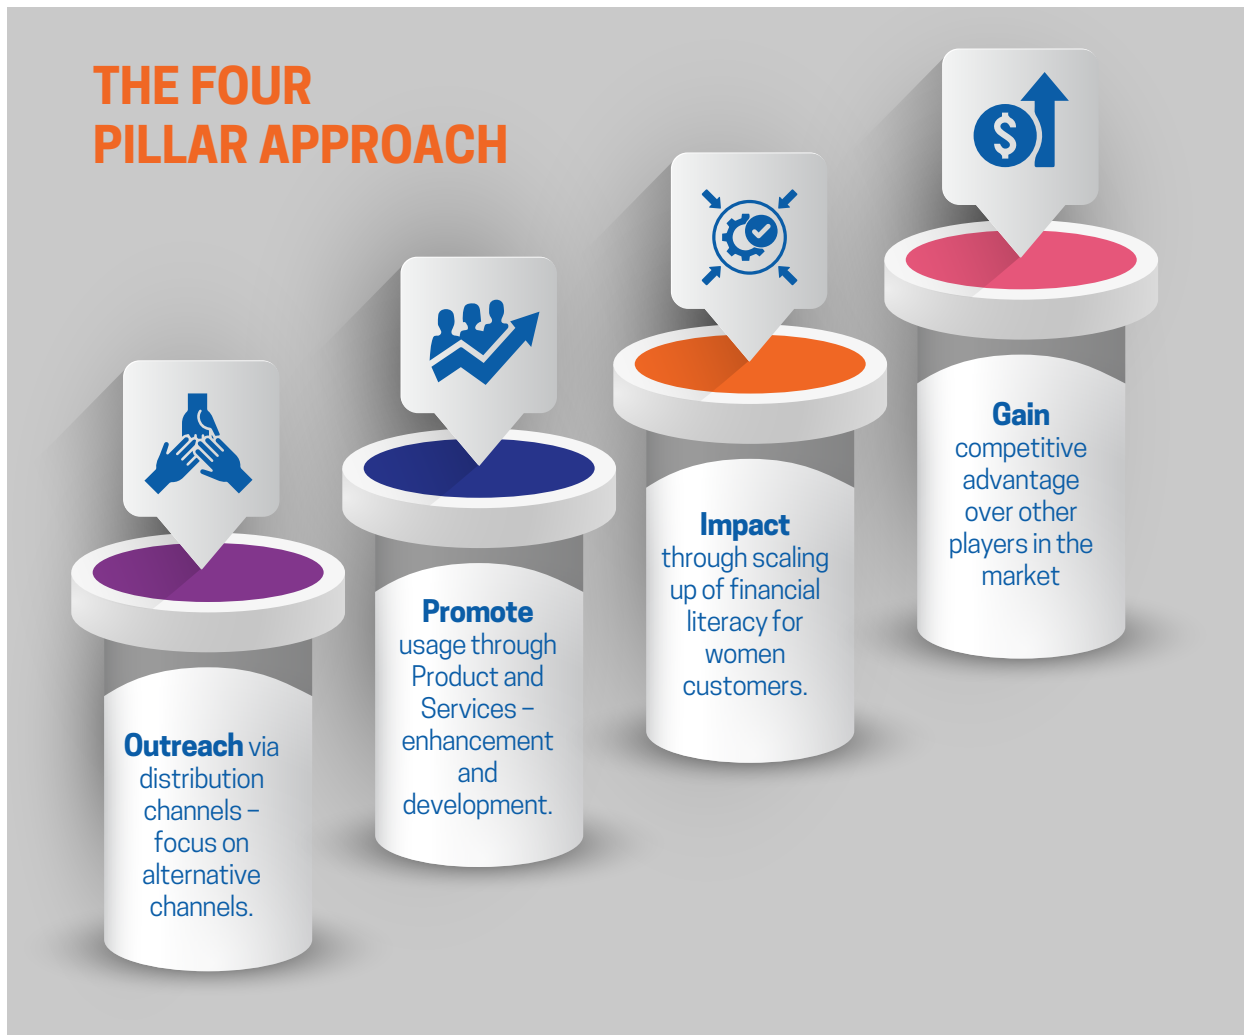 THE FOUR
PILLAR APPROACH
Outreach via
distribution
channels –
focus on
alternative
channels.
Promote
usage through
Product and
Services –
enhancement
and
development.
Impact
through scaling
up of financial
literacy for
women
customers.
$
Gain
competitive
advantage
over other
players in the
market